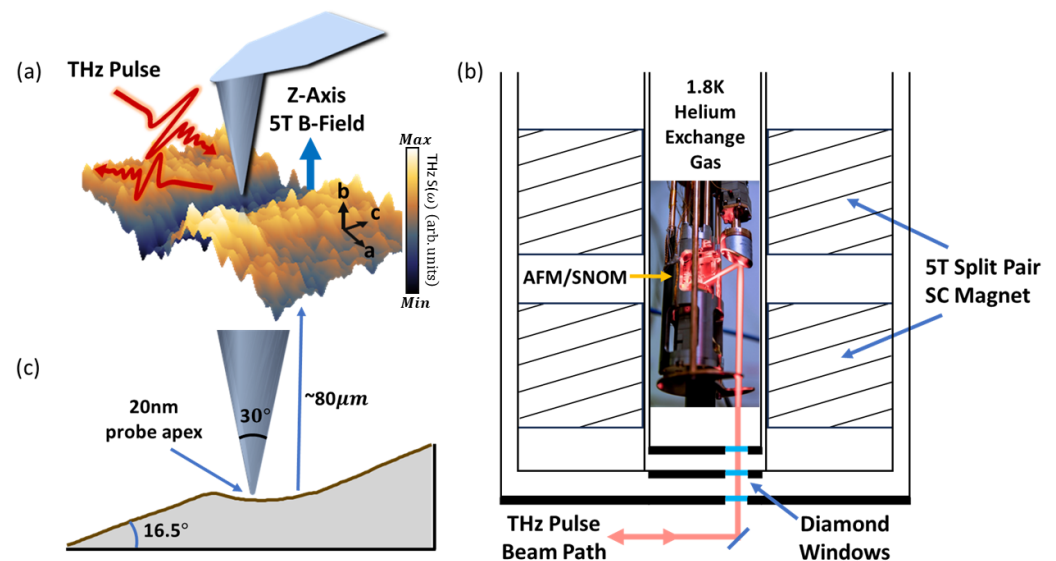 (a)
THz Pulse
Z-Axis
5T B-Field
Max
THz S(ω) (arb. units)
Min
b
c
a
(b)
1.8K
Helium
Exchange
Gas
AFM/SNOM
5T Split Pair
SC Magnet
THz Pulse
Beam Path
Diamond
Windows
(c)
20nm
probe apex
30°
~80μm
16.5°